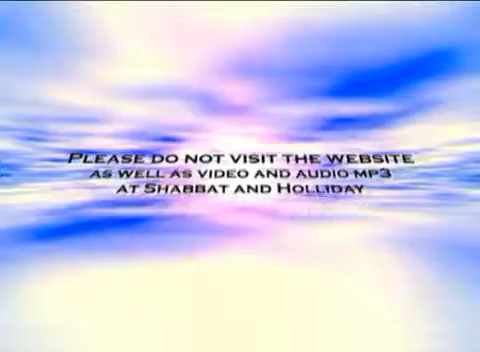 Please do not visit the website
as well as video and audio mp3
at Shabbat and Holliday